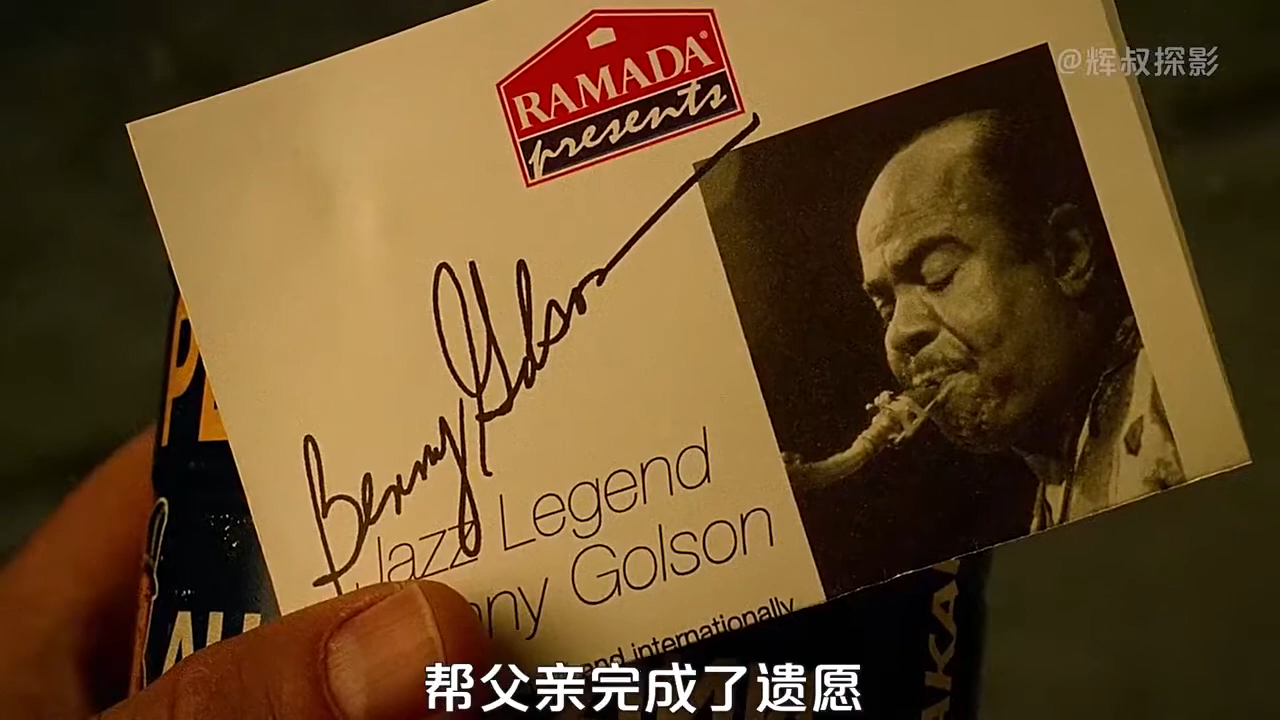 @辉叔探影
RAMADA®
presents
Benny Golson
Jazz Legend
nny Golson
and internationally
帮父亲完成了遗愿